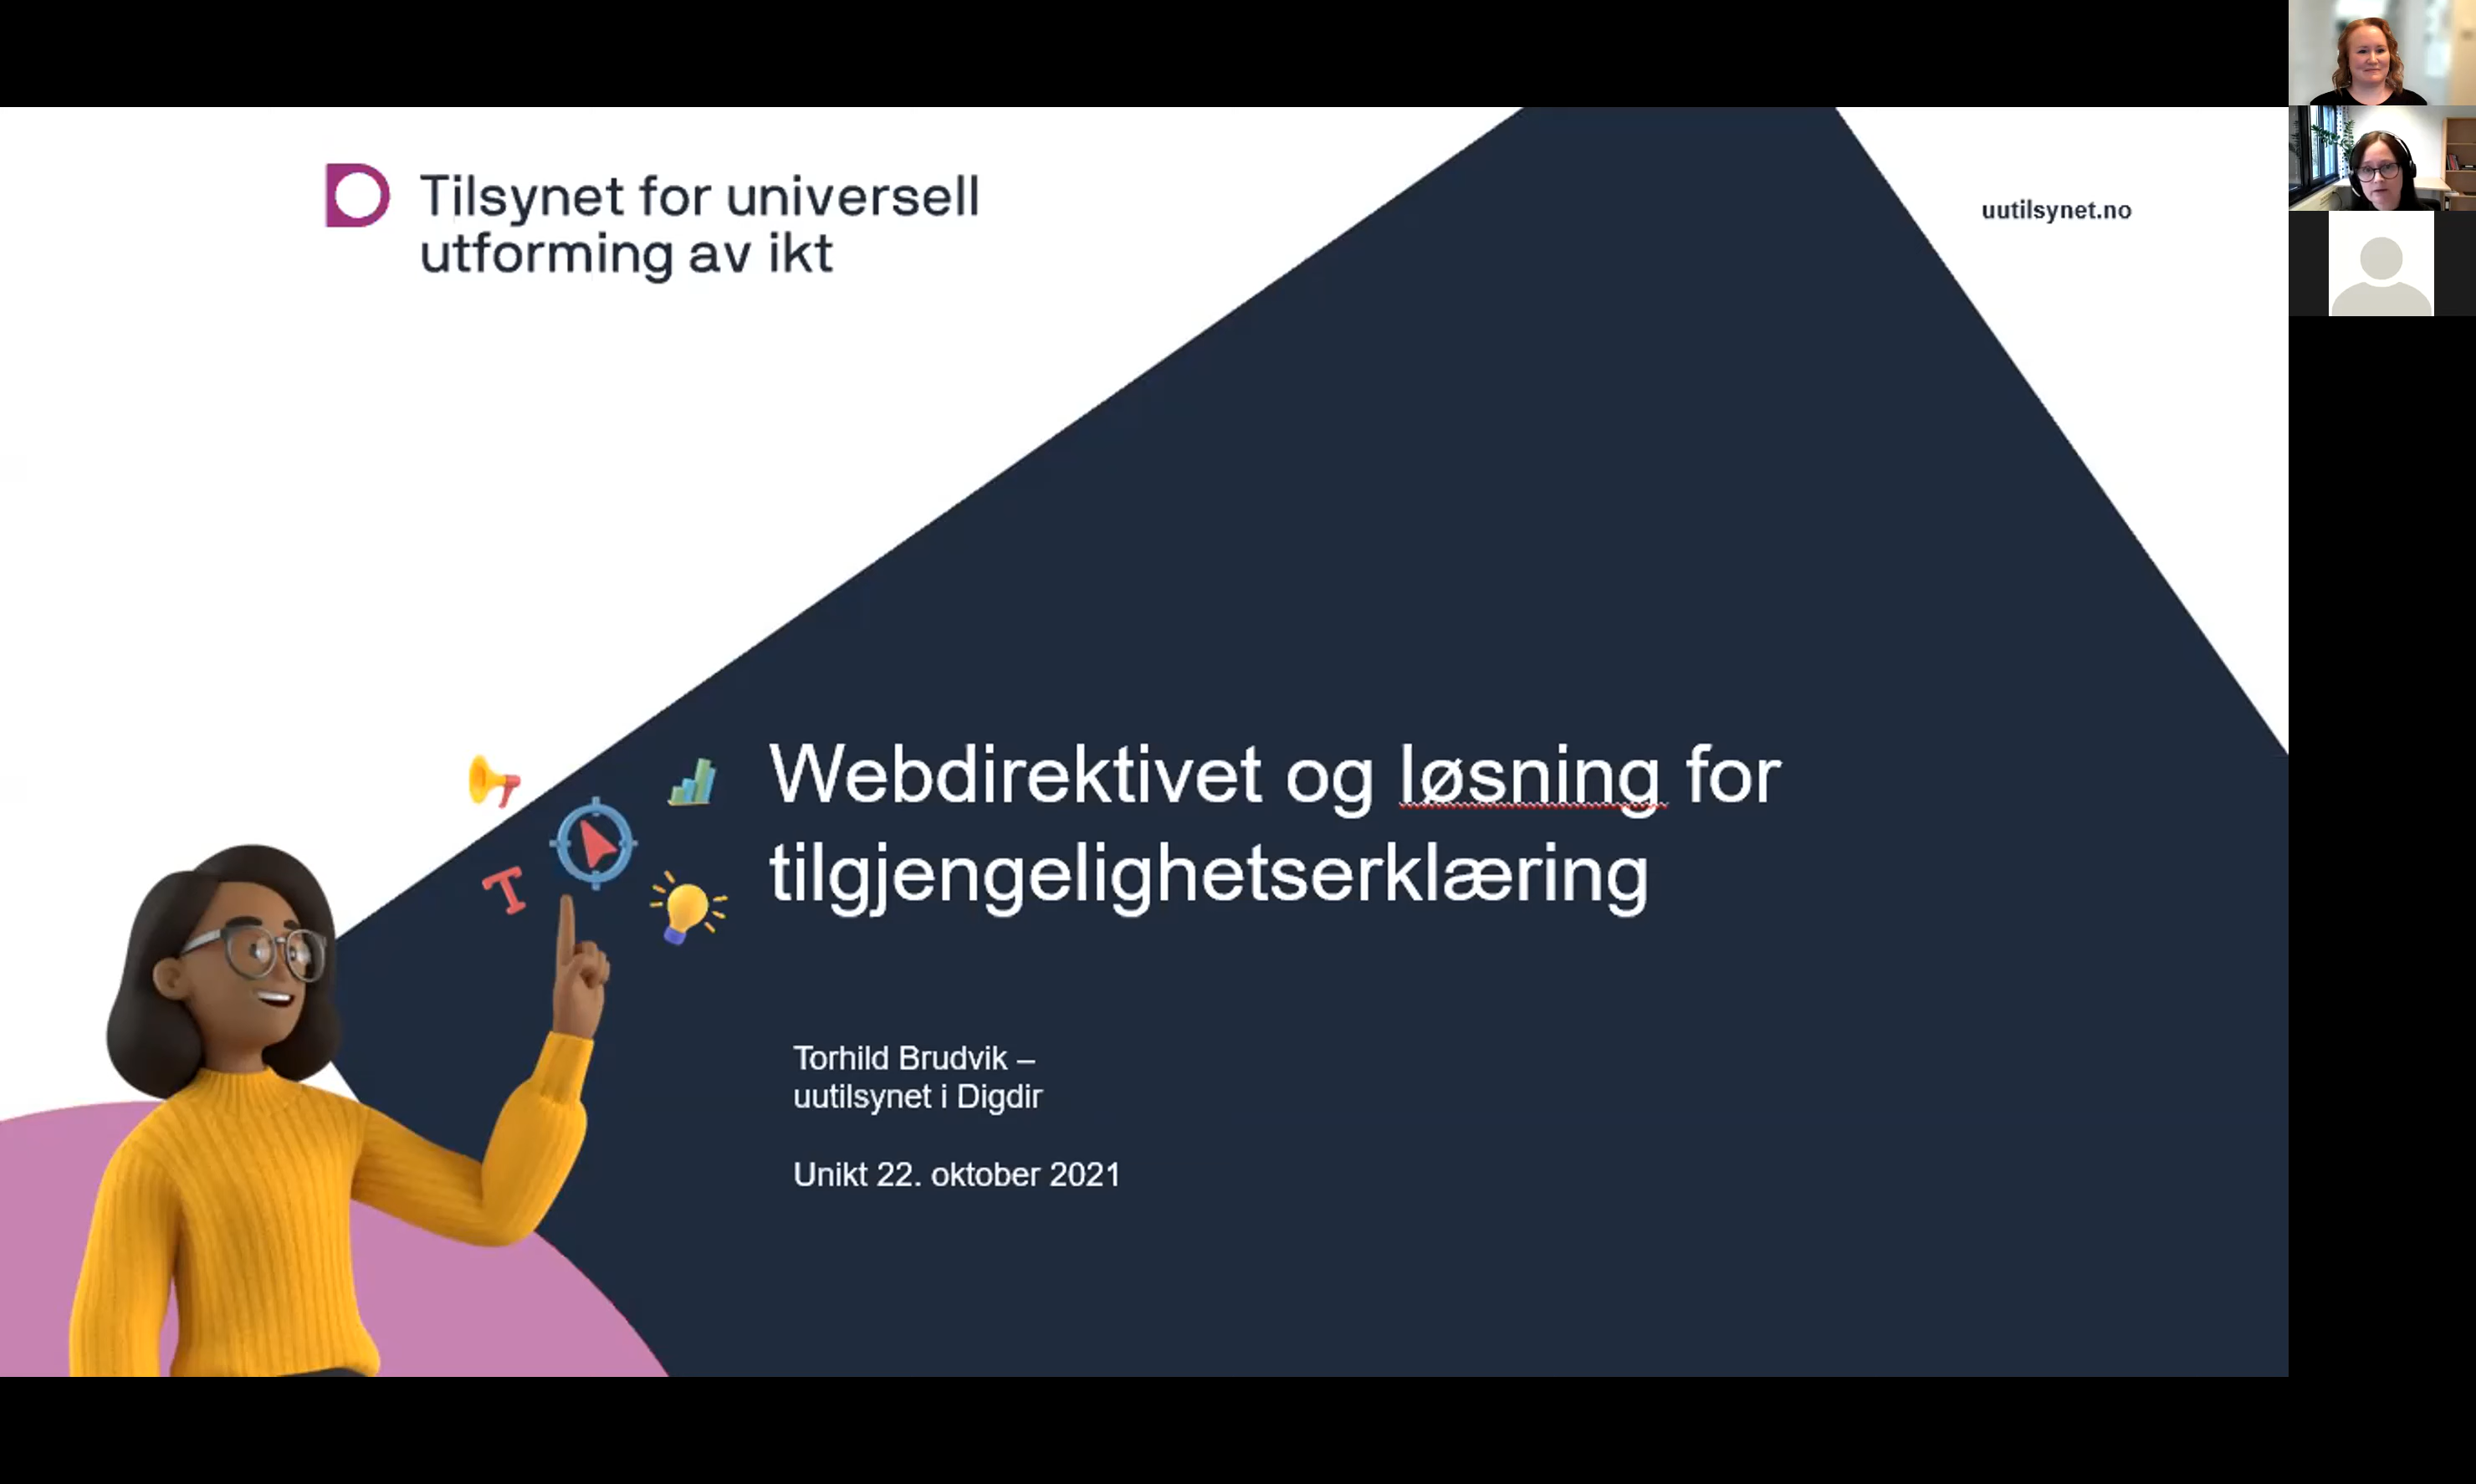 Tilsynet for universell
utforming av ikt
uutilsynet.no
Webdirektivet og løsning for
tilgjengelighetserklæring
Torhild Brudvik –
uutilsynet i Digdir
Unikt 22. oktober 2021